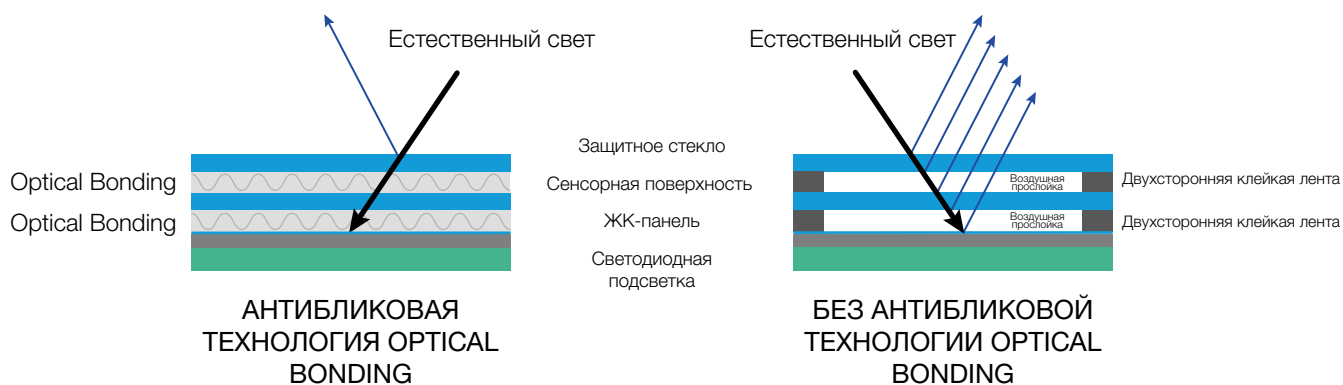 Естественный свет
Естественный свет
Optical Bonding
Optical Bonding
Защитное стекло
Сенсорная поверхность
ЖК-панель
Светодиодная
подсветка
Воздушная
прослойка
Воздушная
прослойка
Двухсторонняя клейкая лента
Двухсторонняя клейкая лента
АНТИБЛИКОВАЯ
ТЕХНОЛОГИЯ OPTICAL
BONDING
БЕЗ АНТИБЛИКОВОЙ
ТЕХНОЛОГИИ OPTICAL
BONDING